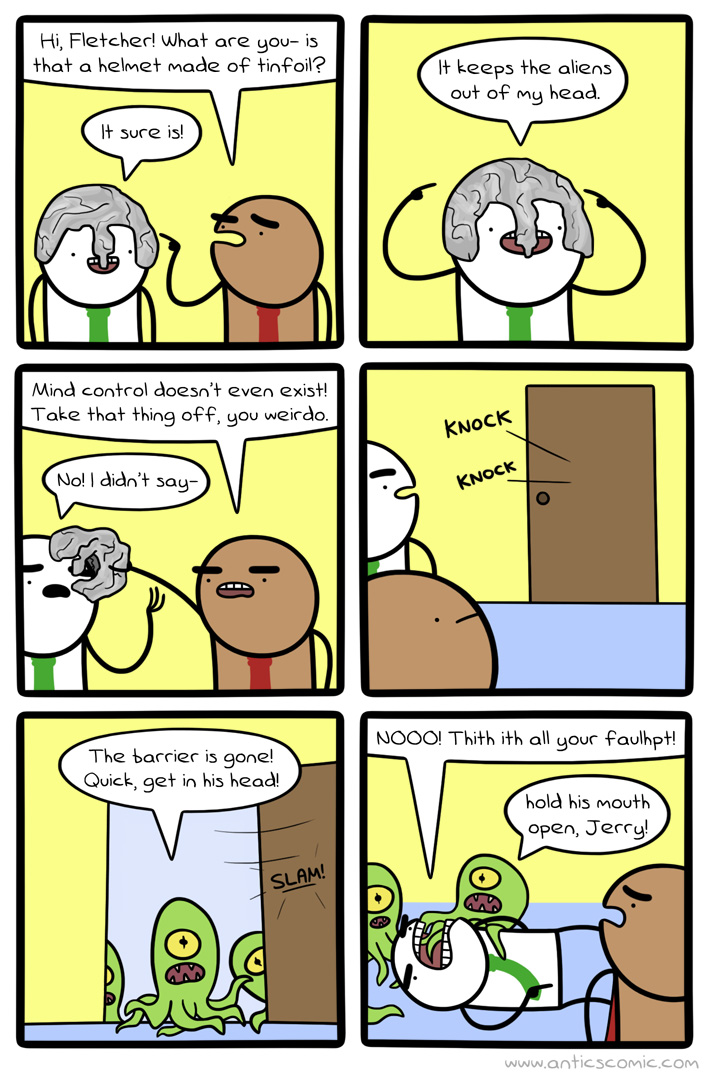 Hi, Fletcher! What are you- is
that a helmet made of tinfoil?
It sure is!
It keeps the aliens
out of my head.
Mind control doesn't even exist!
Take that thing off, you weirdo.
No! I didn't say-
KNOCK
KNOCK
The barrier is gone!
Quick, get in his head!
SLAM!
NOOO! Thith ith all your faulhpt!
hold his mouth
open, Jerry!
www.anticscomic.com